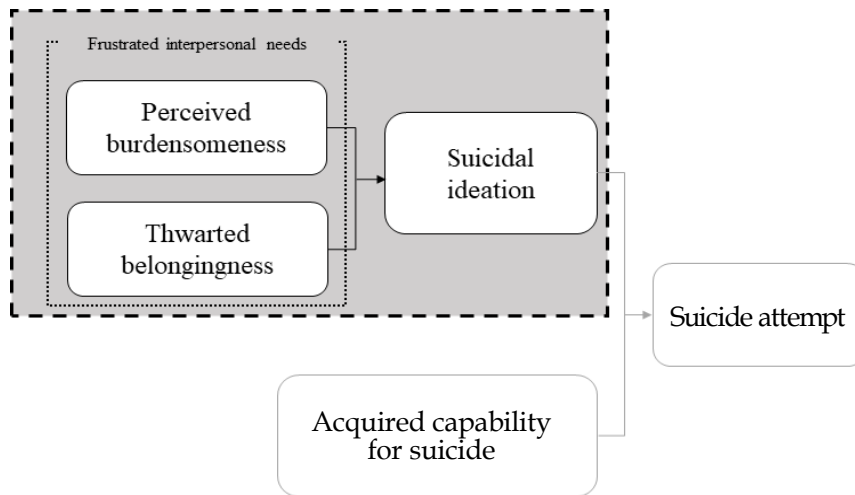 Frustrated interpersonal needs
Perceived
burdensomeness
Suicidal
ideation
Thwarted
belongingness
Suicide attempt
Acquired capability
for suicide